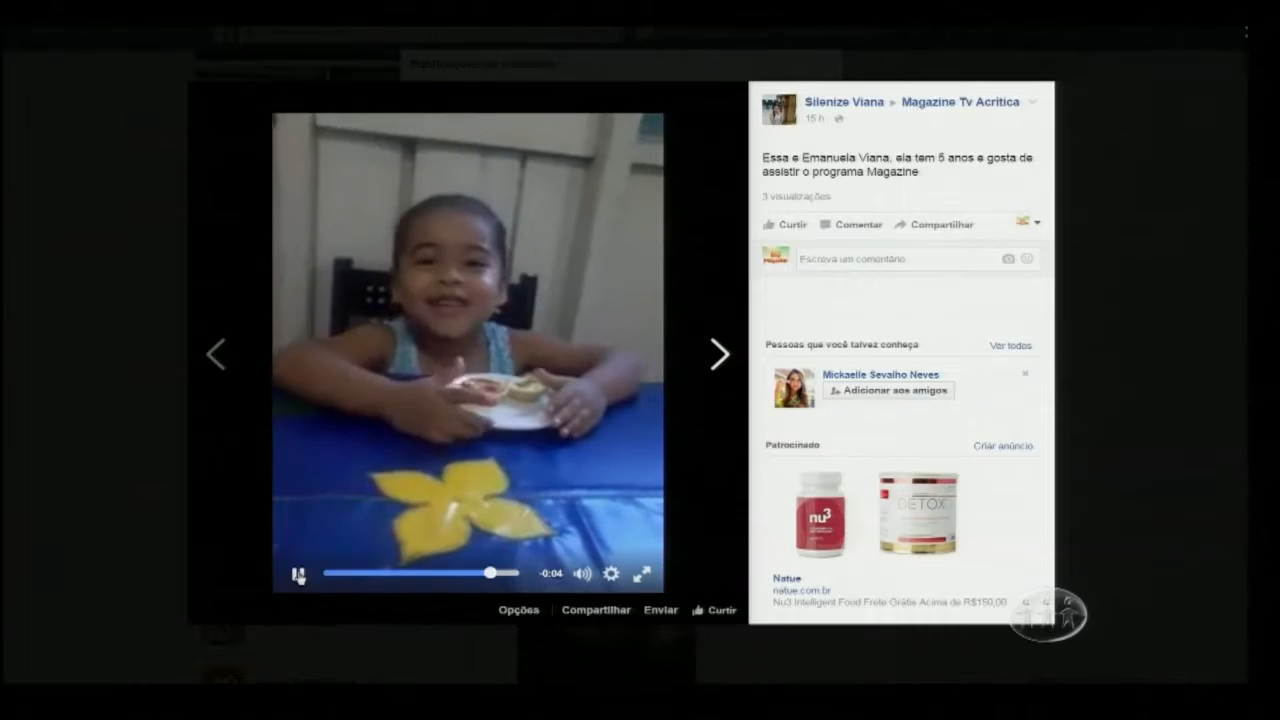 Silenize Viana ▸ Magazine Tv Acritica
15 h
Essa e Emanuela Viana, ela tem 5 anos e gosta de
assistir o programa Magazine
3 visualizações
Curtir Comentar Compartilhar
Escreva um comentário
Pessoas que você talvez conheça Ver todos
Mickaelle Sevalho Neves
Adicionar aos amigos
Patrocinado Criar anúncio
nu3
DETOX
-0:04
Natue
natue.com.br
Nu3 Intelligent Food Frete Grátis Acima de R$150,00
Opções Compartilhar Enviar Curtir